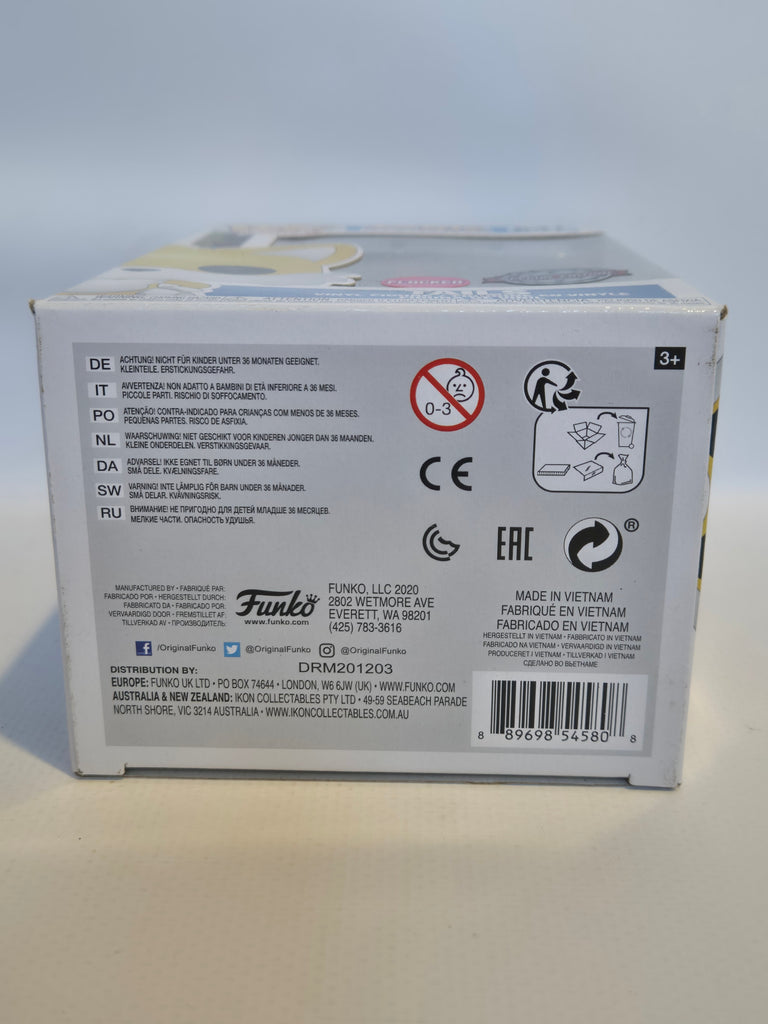 FLOCKED
TAILS
DE ACHTUNG! NICHT FÜR KINDER UNTER 36 MONATEN GEEIGNET.
KLEINTEILE. ERSTICKUNGSGEFAHR.
IT AVVERTENZA! NON ADATTO A BAMBINI DI ETÀ INFERIORE A 36 MESI.
PICCOLE PARTI. RISCHIO DI SOFFOCAMENTO.
PO ATENÇÃO! CONTRA-INDICADO PARA CRIANÇAS COM MENOS DE 36 MESES.
PEQUENAS PARTES. RISCO DE ASFIXIA.
NL WAARSCHUWING! NIET GESCHIKT VOOR KINDEREN JONGER DAN 36 MAANDEN.
KLEINE ONDERDELEN. VERSTIKKINGSGEVAAR.
DA ADVARSEL! IKKE EGNET TIL BØRN UNDER 36 MÅNEDER.
SMÅ DELE. KVÆLNINGSFARE.
SW VARNING! INTE LÄMPLIG FÖR BARN UNDER 36 MÅNADER.
SMÅ DELAR. KVÄVNINGSRISK.
RU ВНИМАНИЕ! НЕ ПРИГОДНО ДЛЯ ДЕТЕЙ МЛАДШЕ 36 МЕСЯЦЕВ.
МЕЛКИЕ ЧАСТИ. ОПАСНОСТЬ УДУШЬЯ.
0-3
3+
CE
EAC
®
MANUFACTURED BY • FABRIQUÉ PAR:
FABRICADO POR • HERGESTELLT DURCH:
FABBRICATO DA • FABRICADO POR:
VERVAARDIGD DOOR • FREMSTILLET AF:
TILLVERKAD AV • ПРОИЗВОДИТЕЛЬ:
Funko
www.funko.com
FUNKO, LLC 2020
2802 WETMORE AVE
EVERETT, WA 98201
(425) 783-3616
/OriginalFunko @OriginalFunko @OriginalFunko
DRM201203
DISTRIBUTION BY:
EUROPE: FUNKO UK LTD • PO BOX 74644 • LONDON, W6 6JW (UK) • WWW.FUNKO.COM
AUSTRALIA & NEW ZEALAND: IKON COLLECTABLES PTY LTD • 49-59 SEABEACH PARADE
NORTH SHORE, VIC 3214 AUSTRALIA • WWW.IKONCOLLECTABLES.COM.AU
MADE IN VIETNAM
FABRIQUÉ EN VIETNAM
FABRICADO EN VIETNAM
HERGESTELLT IN VIETNAM • FABBRICATO IN VIETNAM
FABRICADO NA VIETNAM • VERVAARDIGD IN VIETNAM
PRODUCERET I VIETNAM • TILLVERKAD I VIETNAM
СДЕЛАНО ВО ВЬЕТНАМЕ
8 89698 54580 8